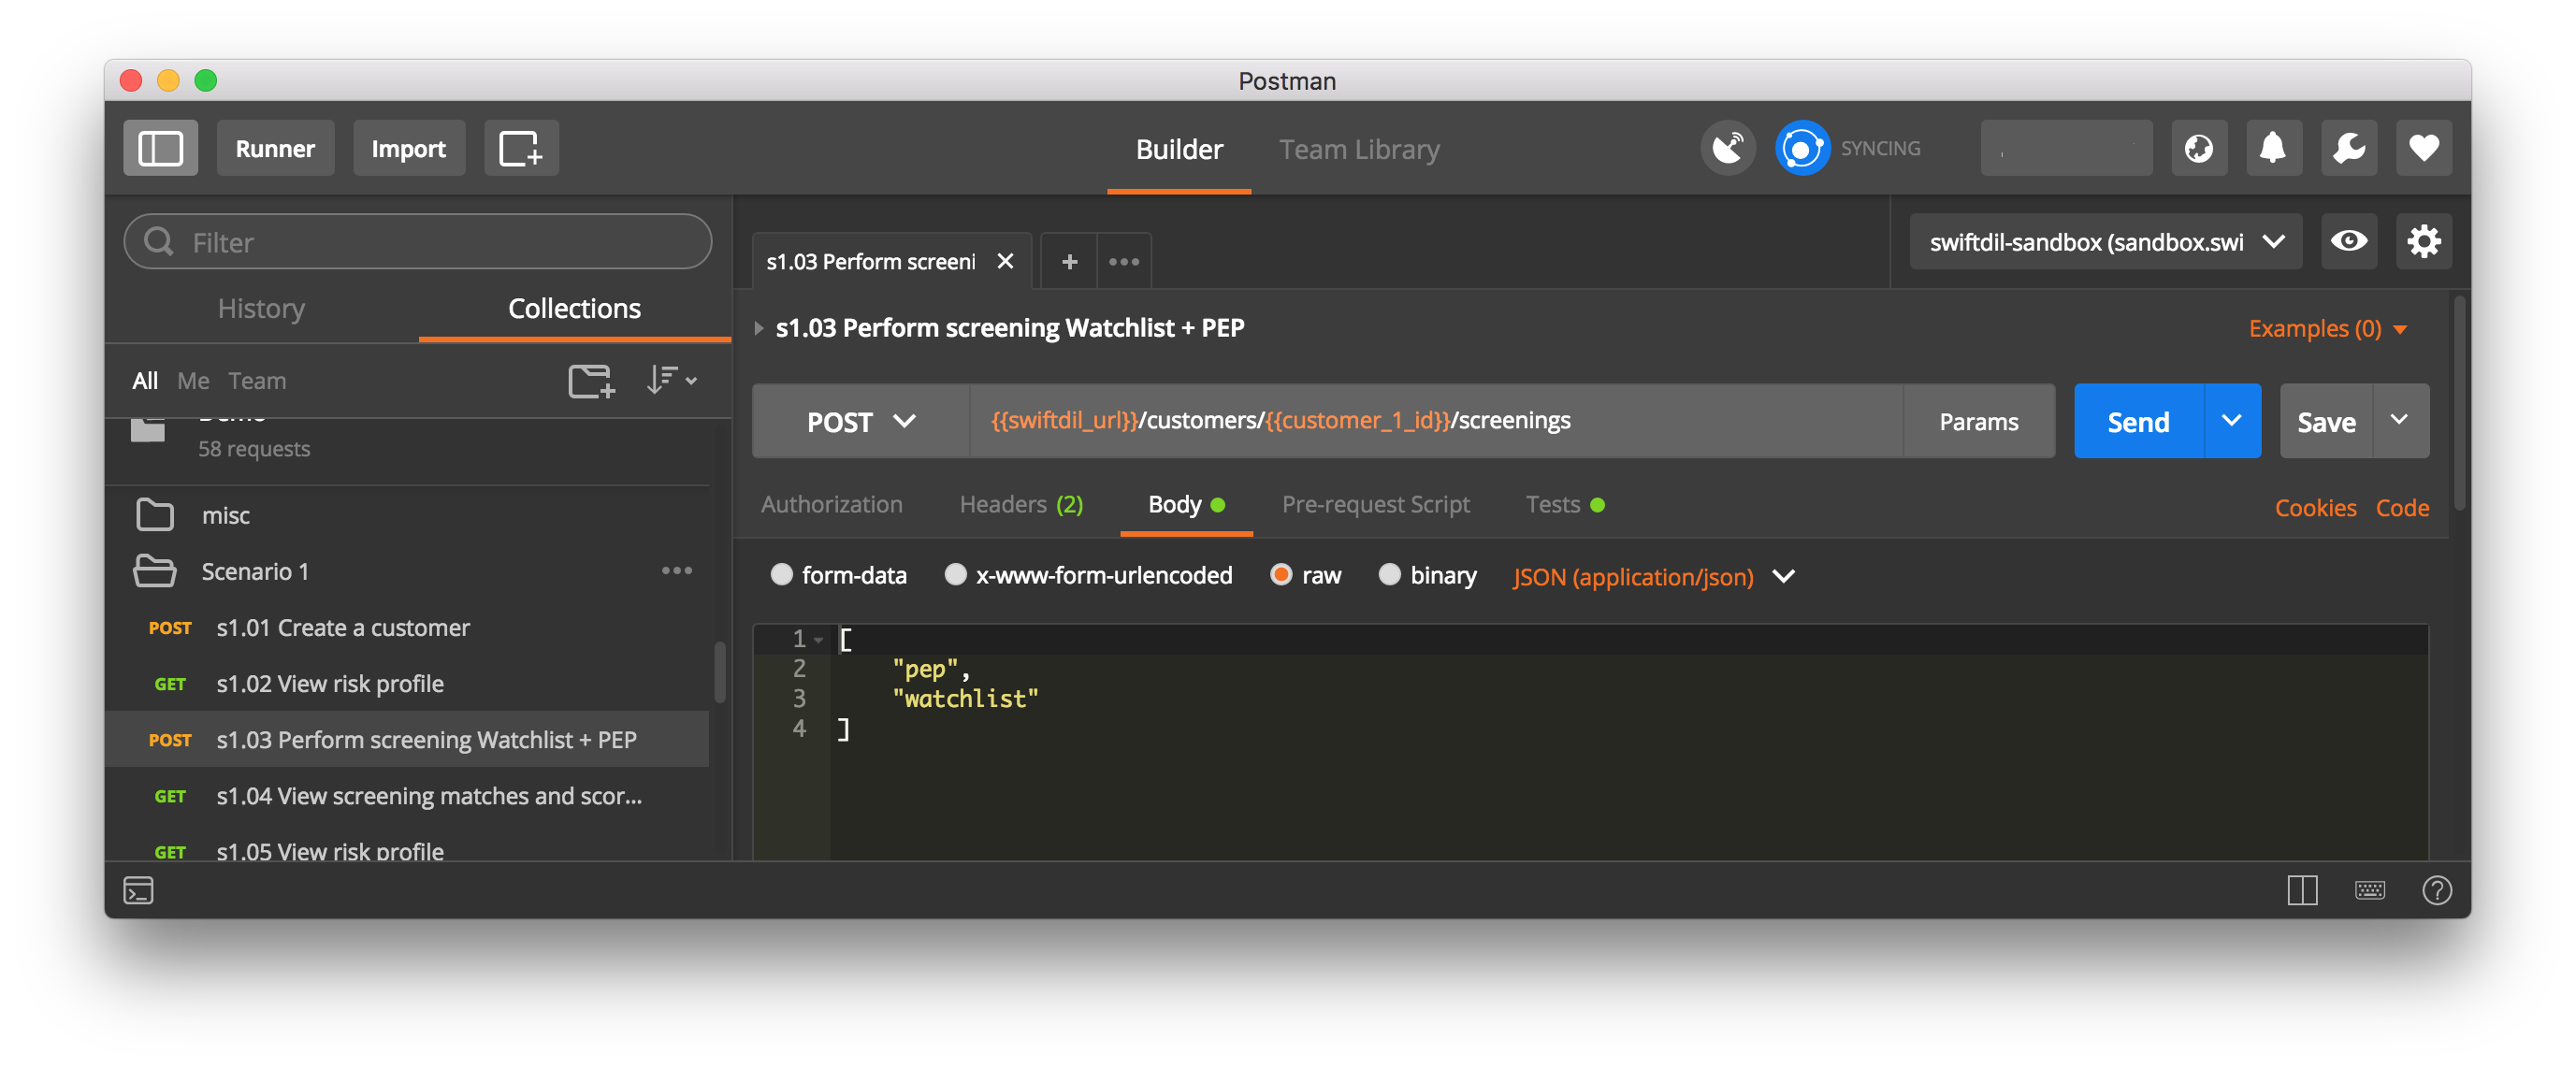 Postman
Runner
Import
Builder
Team Library
SYNCING
Filter
History
Collections
All Me Team
Demo
58 requests
misc
Scenario 1
POST s1.01 Create a customer
GET s1.02 View risk profile
POST s1.03 Perform screening Watchlist + PEP
GET s1.04 View screening matches and scor...
GET s1.05 View risk profile
s1.03 Perform screeni
swiftdil-sandbox (sandbox.swi
s1.03 Perform screening Watchlist + PEP
Examples (0)
POST {{swiftdil_url}}/customers/{{customer_1_id}}/screenings Params Send Save
Authorization Headers (2) Body Pre-request Script Tests Cookies Code
form-data x-www-form-urlencoded raw binary JSON (application/json)
1 [
2 "pep",
3 "watchlist"
4 ]